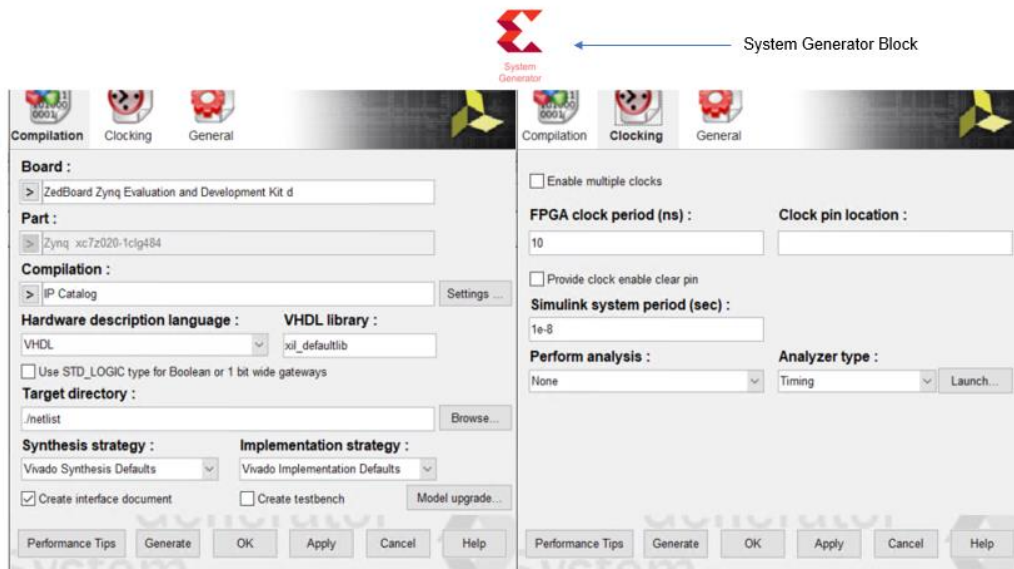 System
Generator
System Generator Block
Compilation
Clocking
General
Board :
> ZedBoard Zynq Evaluation and Development Kit d
Part :
> Zynq xc7z020-1clg484
Compilation :
> IP Catalog
Settings ...
Hardware description language :
VHDL library :
VHDL
xil_defaultlib
Use STD_LOGIC type for Boolean or 1 bit wide gateways
Target directory :
./netlist
Browse...
Synthesis strategy :
Implementation strategy :
Vivado Synthesis Defaults
Vivado Implementation Defaults
Create interface document
Create testbench
Model upgrade...
Performance Tips
Generate
OK
Apply
Cancel
Help
Compilation
Clocking
General
Enable multiple clocks
FPGA clock period (ns) :
Clock pin location :
10
Provide clock enable clear pin
Simulink system period (sec) :
1e-8
Perform analysis :
Analyzer type :
None
Timing
Launch...
Performance Tips
Generate
OK
Apply
Cancel
Help